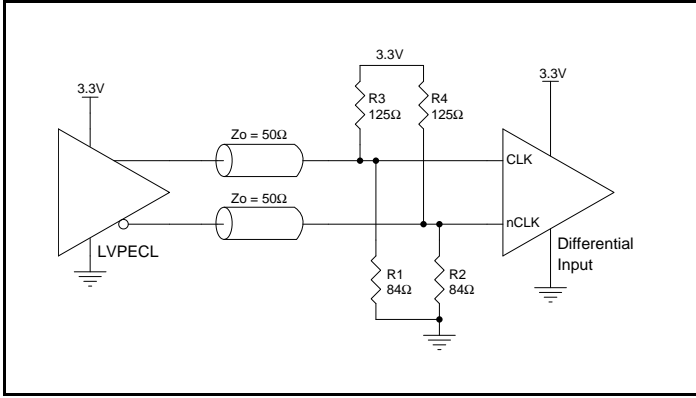 3.3V
3.3V
3.3V
R3
125Ω
R4
125Ω
Zo = 50Ω
CLK
Zo = 50Ω
nCLK
LVPECL
Differential
Input
R1
84Ω
R2
84Ω